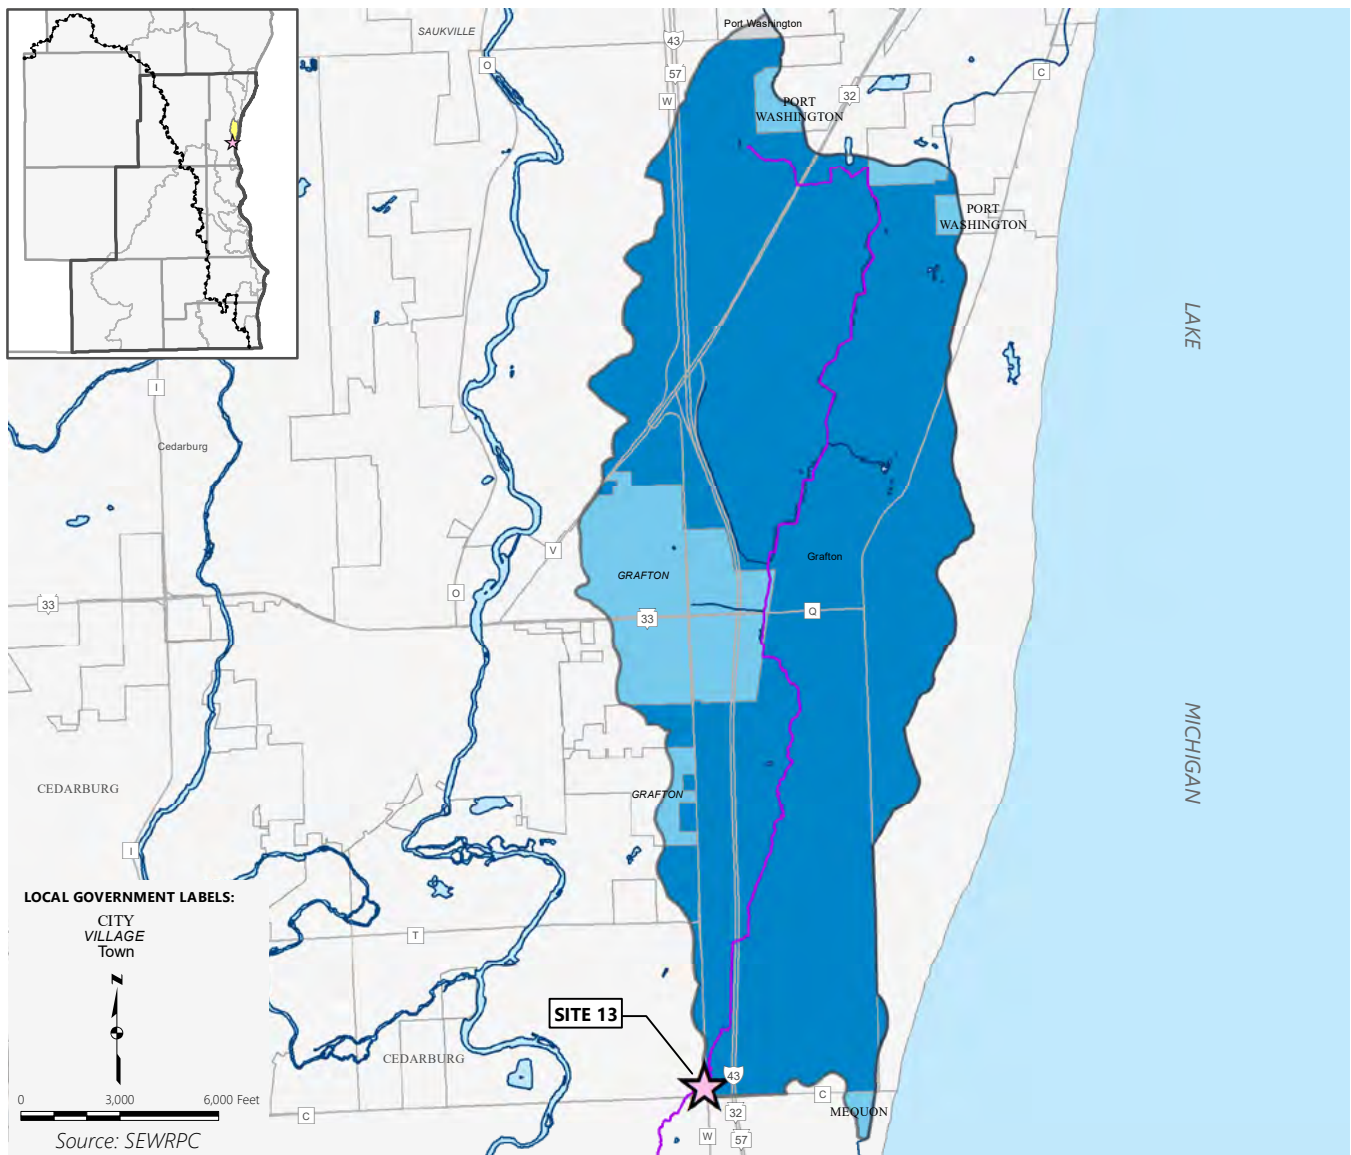 Port Washington
SAUKVILLE
43
O
57
C
W
32
PORT
WASHINGTON
PORT
WASHINGTON
LAKE
I
Cedarburg
V
Grafton
GRAFTON
O
33
Q
33
MICHIGAN
CEDARBURG
GRAFTON
I
LOCAL GOVERNMENT LABELS:
CITY
VILLAGE
Town
T
N
SITE 13
CEDARBURG
43
0 3,000 6,000 Feet
C
C
32
MEQUON
W
57
Source: SEWRPC